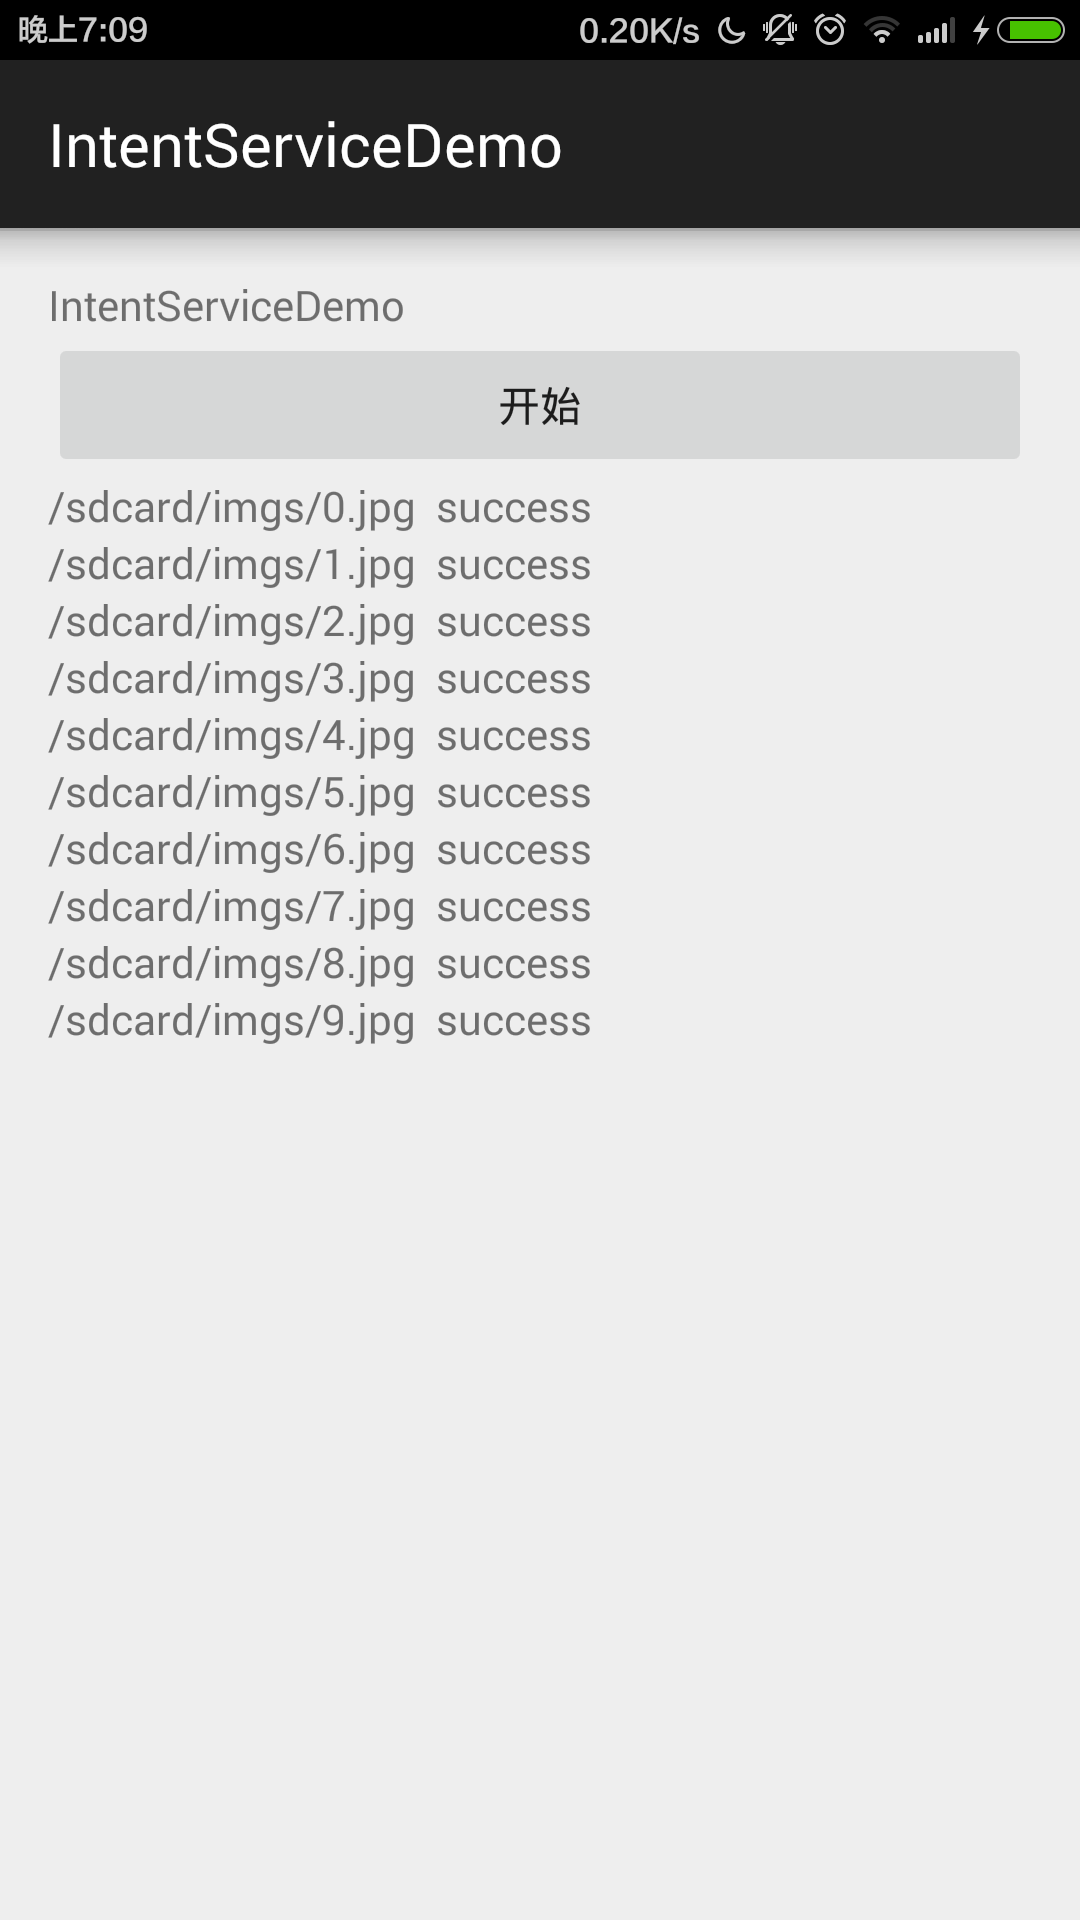 晚上7:09 0.20K/s
IntentServiceDemo
IntentServiceDemo
开始
/sdcard/imgs/0.jpg success
/sdcard/imgs/1.jpg success
/sdcard/imgs/2.jpg success
/sdcard/imgs/3.jpg success
/sdcard/imgs/4.jpg success
/sdcard/imgs/5.jpg success
/sdcard/imgs/6.jpg success
/sdcard/imgs/7.jpg success
/sdcard/imgs/8.jpg success
/sdcard/imgs/9.jpg success